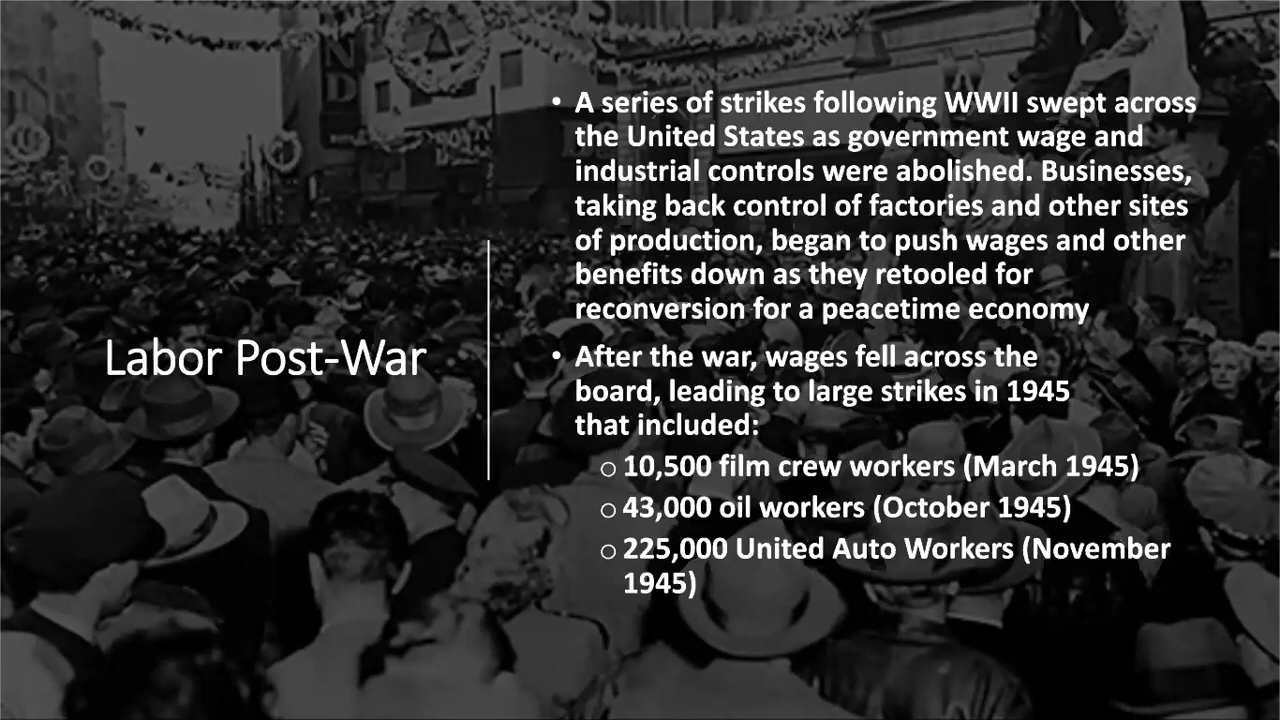 Labor Post-War
• A series of strikes following WWII swept across
the United States as government wage and
industrial controls were abolished. Businesses,
taking back control of factories and other sites
of production, began to push wages and other
benefits down as they retooled for
reconversion for a peacetime economy
• After the war, wages fell across the
board, leading to large strikes in 1945
that included:
○ 10,500 film crew workers (March 1945)
○ 43,000 oil workers (October 1945)
○ 225,000 United Auto Workers (November
1945)